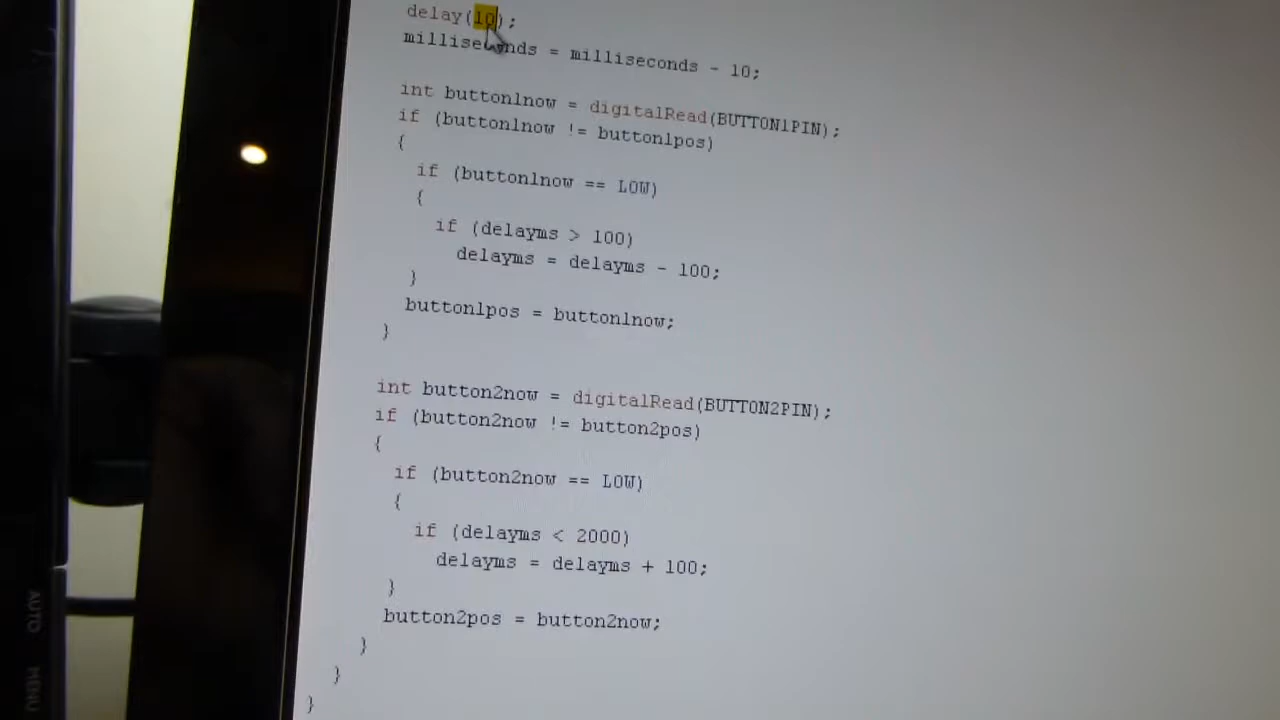 delay(10);
milliseconds = milliseconds - 10;
int button1now = digitalRead(BUTTON1PIN);
if (button1now != button1pos)
{
if (button1now == LOW)
{
if (delayms > 100)
delayms = delayms - 100;
}
button1pos = button1now;
}
int button2now = digitalRead(BUTTON2PIN);
if (button2now != button2pos)
{
if (button2now == LOW)
{
if (delayms < 2000)
delayms = delayms + 100;
}
button2pos = button2now;
}
}
}
AUTO
MENU